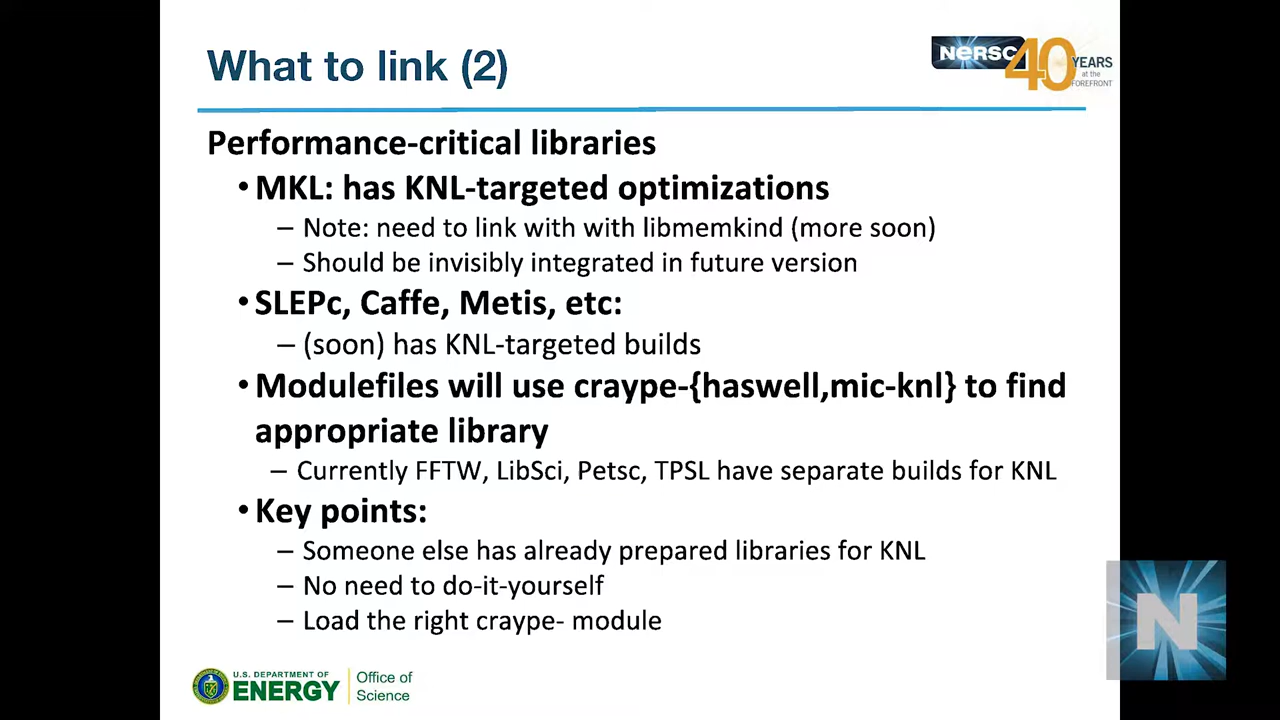 What to link (2)
NERSC 40 YEARS
at the
FOREFRONT
Performance-critical libraries
• MKL: has KNL-targeted optimizations
– Note: need to link with with libmemkind (more soon)
– Should be invisibly integrated in future version
• SLEPc, Caffe, Metis, etc:
– (soon) has KNL-targeted builds
• Modulefiles will use craype-{haswell,mic-knl} to find
appropriate library
– Currently FFTW, LibSci, Petsc, TPSL have separate builds for KNL
• Key points:
– Someone else has already prepared libraries for KNL
– No need to do-it-yourself
– Load the right craype- module
N
U.S. DEPARTMENT OF
ENERGY
Office of
Science